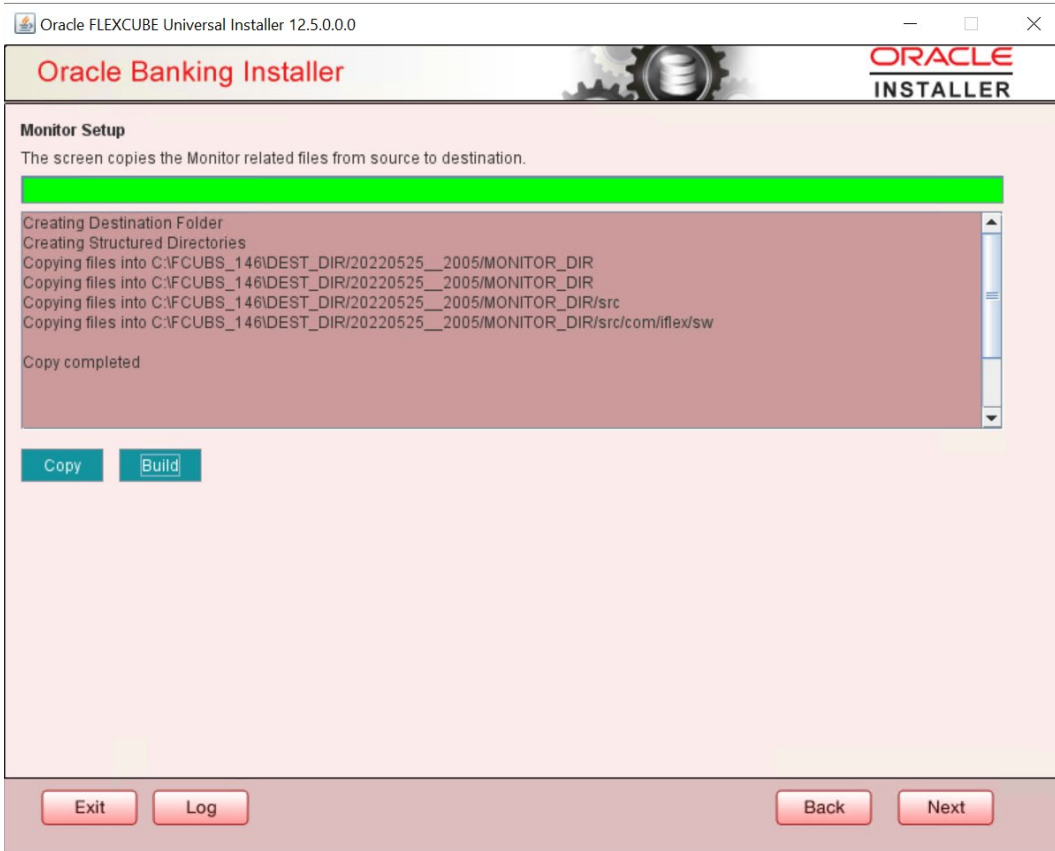 Oracle FLEXCUBE Universal Installer 12.5.0.0.0
Oracle Banking Installer
ORACLE
INSTALLER
Monitor Setup
The screen copies the Monitor related files from source to destination.
Creating Destination Folder
Creating Structured Directories
Copying files into C:\FCUBS_146\DEST_DIR/20220525__2005/MONITOR_DIR
Copying files into C:\FCUBS_146\DEST_DIR/20220525__2005/MONITOR_DIR
Copying files into C:\FCUBS_146\DEST_DIR/20220525__2005/MONITOR_DIR/src
Copying files into C:\FCUBS_146\DEST_DIR/20220525__2005/MONITOR_DIR/src/com/iflex/sw
Copy completed
Copy Build
Exit Log Back Next